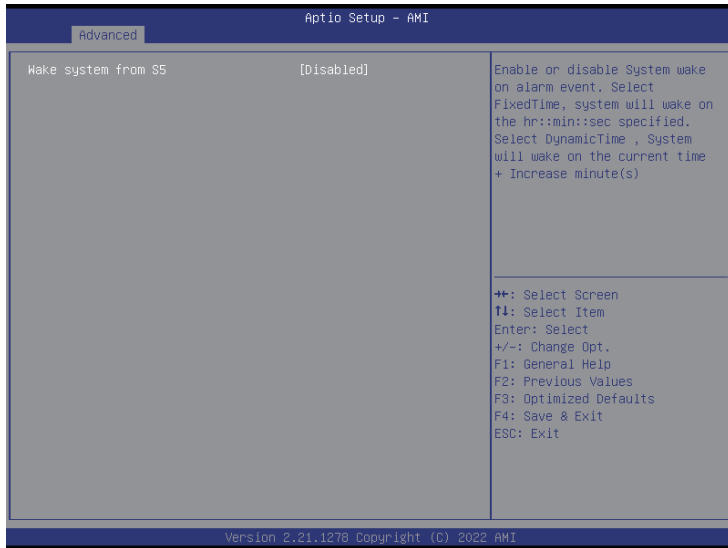 Aptio Setup - AMI
Advanced
Wake system from S5 [Disabled]
Enable or disable System wake
on alarm event. Select
FixedTime, system will wake on
the hr::min::sec specified.
Select DynamicTime , System
will wake on the current time
+ Increase minute(s)
→←: Select Screen
↑↓: Select Item
Enter: Select
+/-: Change Opt.
F1: General Help
F2: Previous Values
F3: Optimized Defaults
F4: Save & Exit
ESC: Exit
Version 2.21.1278 Copyright (C) 2022 AMI